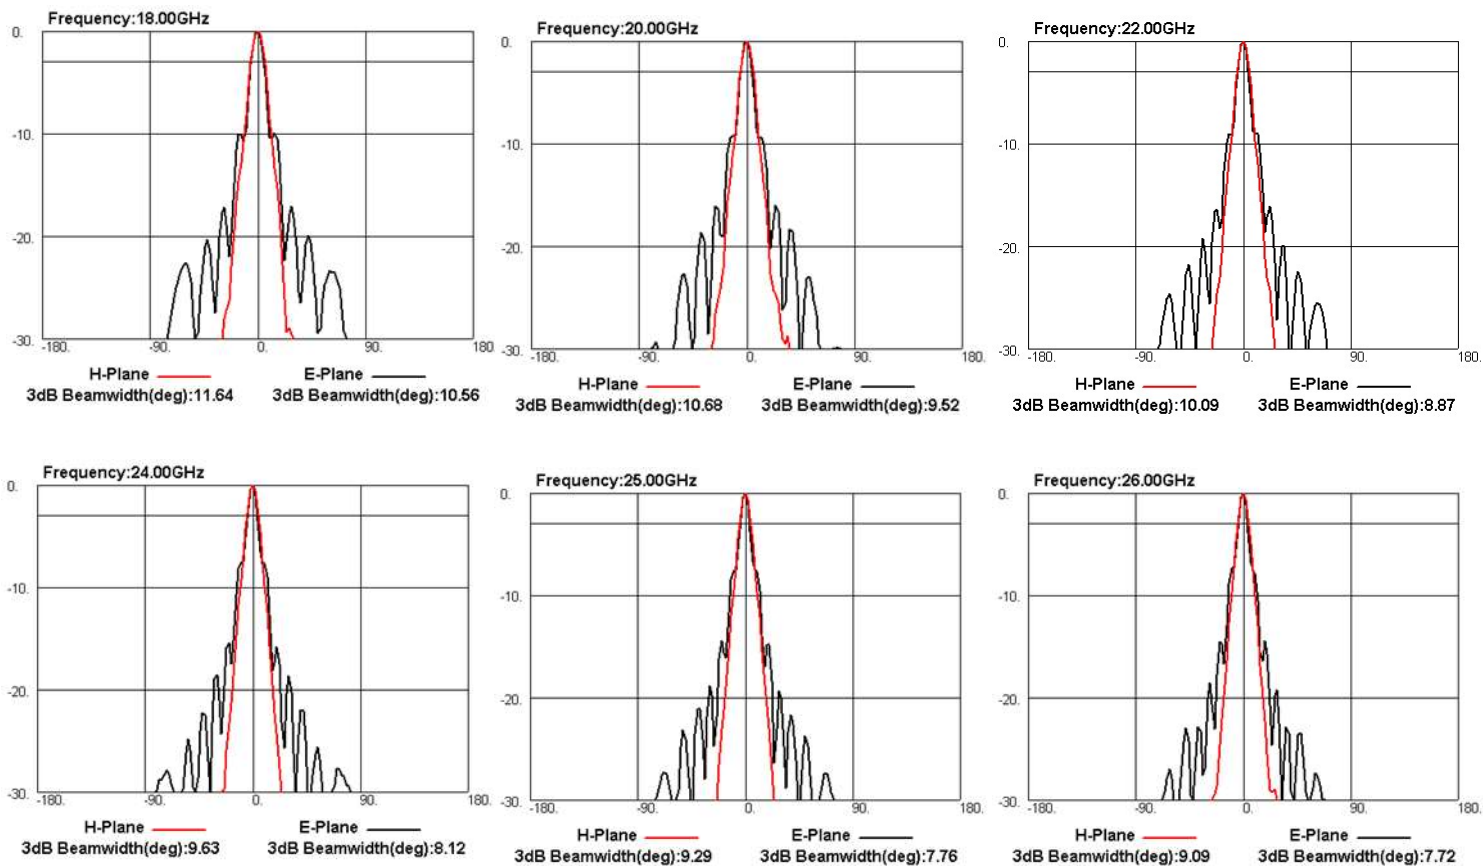 Frequency:18.00GHz
0.
-10.
-20.
-30.
-180. -90. 0. 90. 180.
H-Plane E-Plane
3dB Beamwidth(deg):11.64 3dB Beamwidth(deg):10.56
Frequency:20.00GHz
0.
-10.
-20.
-30.
-180. -90. 0. 90. 180.
H-Plane E-Plane
3dB Beamwidth(deg):10.68 3dB Beamwidth(deg):9.52
Frequency:22.00GHz
0.
-10.
-20.
-30.
-180. -90. 0. 90. 180.
H-Plane E-Plane
3dB Beamwidth(deg):10.09 3dB Beamwidth(deg):8.87
Frequency:24.00GHz
0.
-10.
-20.
-30.
-180. -90. 0. 90. 180.
H-Plane E-Plane
3dB Beamwidth(deg):9.63 3dB Beamwidth(deg):8.12
Frequency:25.00GHz
0.
-10.
-20.
-30.
-180. -90. 0. 90. 180.
H-Plane E-Plane
3dB Beamwidth(deg):9.29 3dB Beamwidth(deg):7.76
Frequency:26.00GHz
0.
-10.
-20.
-30.
-180. -90. 0. 90. 180.
H-Plane E-Plane
3dB Beamwidth(deg):9.09 3dB Beamwidth(deg):7.72